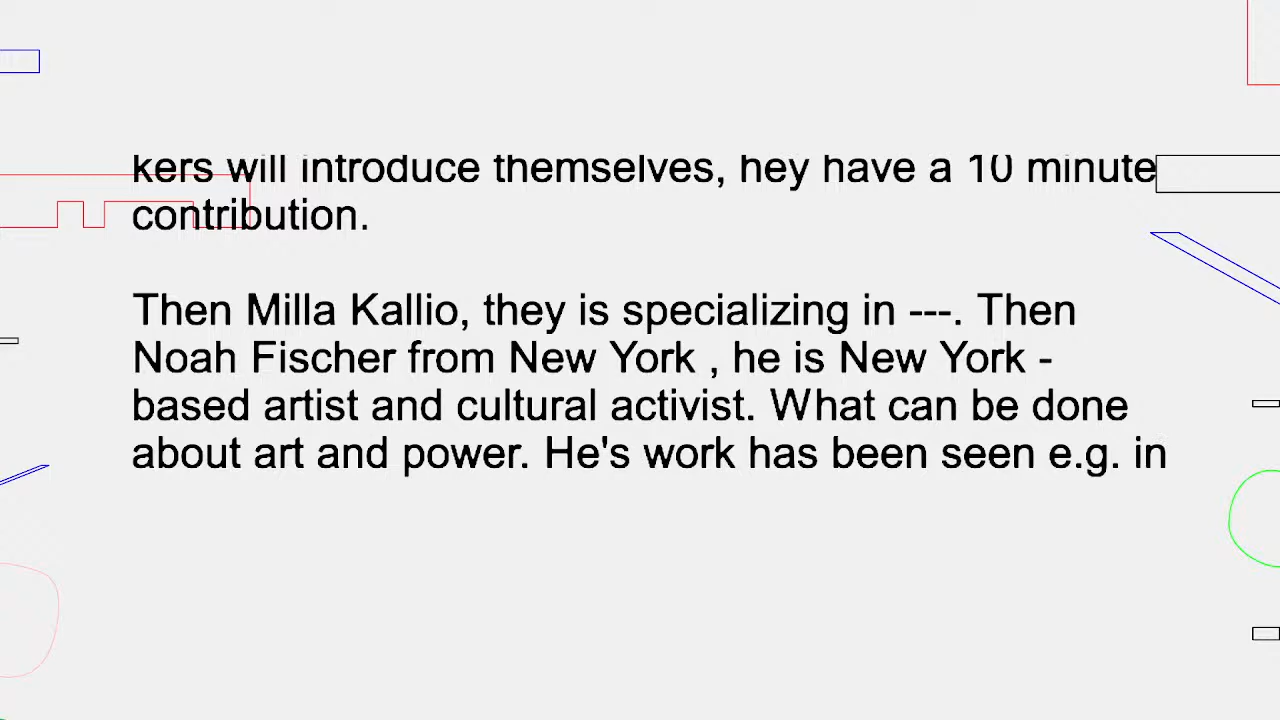 kers will introduce themselves, hey have a 10 minute
contribution.
Then Milla Kallio, they is specializing in ---. Then
Noah Fischer from New York , he is New York -
based artist and cultural activist. What can be done
about art and power. He's work has been seen e.g. in